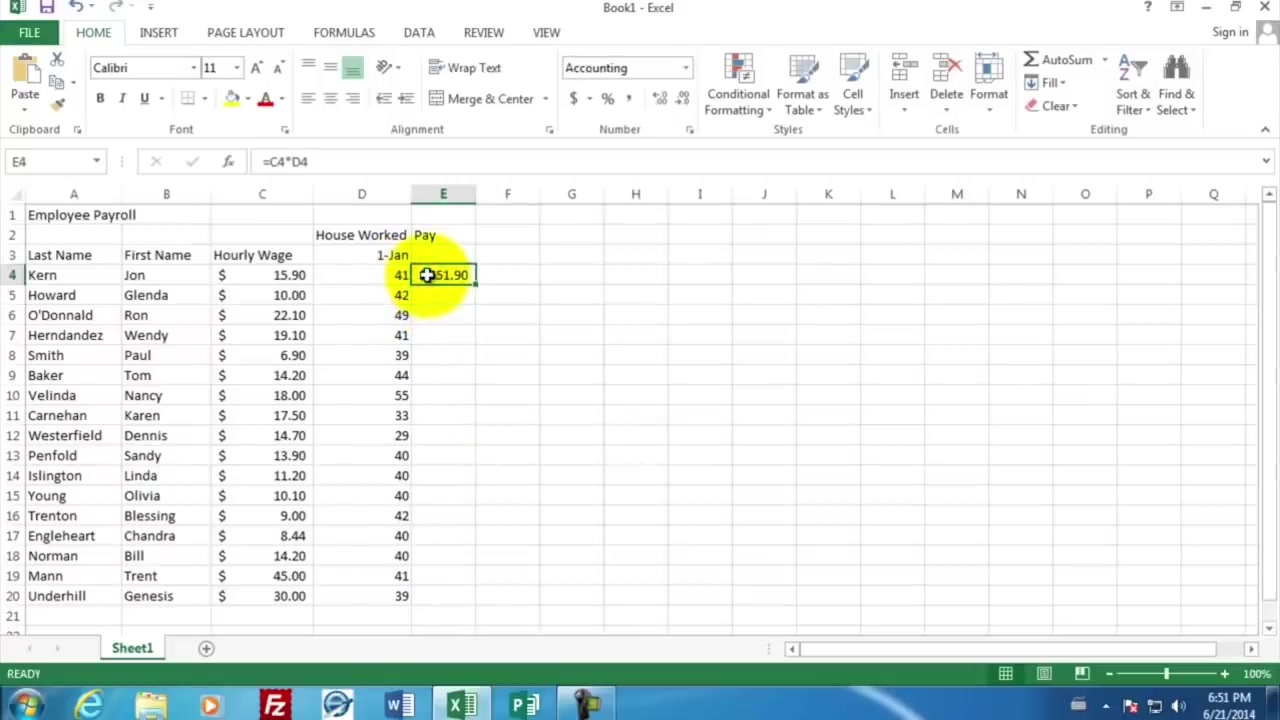 Book1 - Excel
?
FILE HOME INSERT PAGE LAYOUT FORMULAS DATA REVIEW VIEW Sign in
Calibri 11 Wrap Text Accounting AutoSum
Paste Conditional Format as Cell Insert Delete Format Fill Sort & Find &
B I U A Merge & Center $ % , Formatting Table Styles Clear Filter Select
Clipboard Font Alignment Number Styles Cells Editing
E4 fx =C4*D4
A B C D E F G H I J K L M N O P Q
1 Employee Payroll
2 House Worked Pay
3 Last Name First Name Hourly Wage 1-Jan
4 Kern Jon $ 15.90 41
5 Howard Glenda $ 10.00 42
6 O'Donnald Ron $ 22.10 49
7 Herndandez Wendy $ 19.10 41
8 Smith Paul $ 6.90 39
9 Baker Tom $ 14.20 44
10 Velinda Nancy $ 18.00 55
11 Carnehan Karen $ 17.50 33
12 Westerfield Dennis $ 14.70 29
13 Penfold Sandy $ 13.90 40
14 Islington Linda $ 11.20 40
15 Young Olivia $ 10.10 40
16 Trenton Blessing $ 9.00 42
17 Engleheart Chandra $ 8.44 40
18 Norman Bill $ 14.20 40
19 Mann Trent $ 45.00 41
20 Underhill Genesis $ 30.00 39
21
Sheet1
READY 100%
6:51 PM
6/21/2014